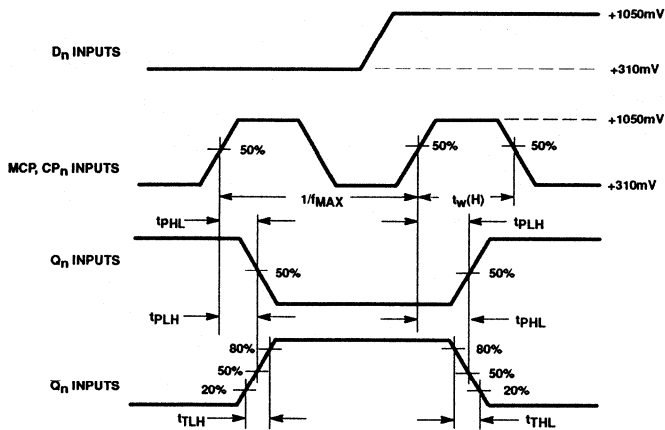 +1050mV
Dn INPUTS
+310mV
+1050mV
50% 50% 50%
MCP, CPn INPUTS
+310mV
1/fMAX tw(H)
tPHL tPLH
Qn INPUTS
50% 50%
tPLH tPHL
80% 80%
50% 50%
Q̅n INPUTS
20% 20%
tTLH tTHL